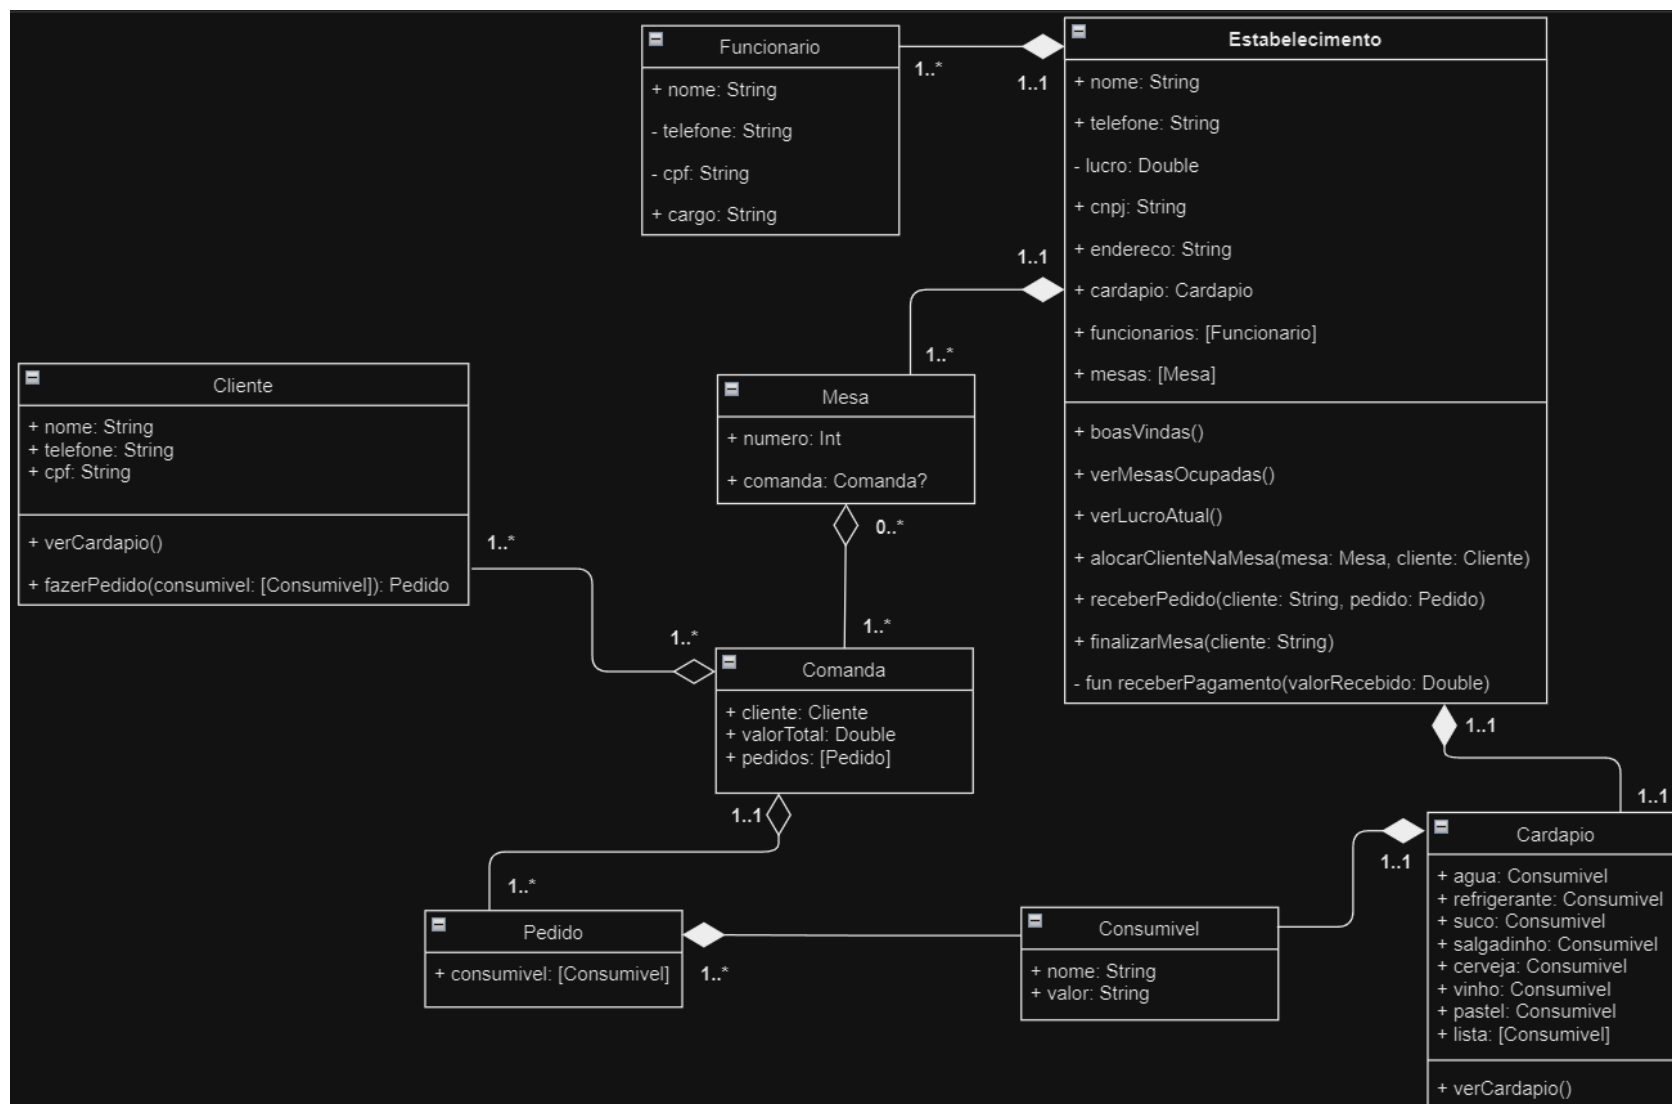 Funcionario
+ nome: String
- telefone: String
- cpf: String
+ cargo: String
1..*
1..1
Estabelecimento
+ nome: String
+ telefone: String
- lucro: Double
+ cnpj: String
+ endereco: String
+ cardapio: Cardapio
+ funcionarios: [Funcionario]
+ mesas: [Mesa]
+ boasVindas()
+ verMesasOcupadas()
+ verLucroAtual()
+ alocarClienteNaMesa(mesa: Mesa, cliente: Cliente)
+ receberPedido(cliente: String, pedido: Pedido)
+ finalizarMesa(cliente: String)
- fun receberPagamento(valorRecebido: Double)
1..1
1..*
Cliente
+ nome: String
+ telefone: String
+ cpf: String
+ verCardapio()
+ fazerPedido(consumivel: [Consumivel]): Pedido
1..*
Mesa
+ numero: Int
+ comanda: Comanda?
0..*
1..*
1..*
Comanda
+ cliente: Cliente
+ valorTotal: Double
+ pedidos: [Pedido]
1..1
1..*
Pedido
+ consumivel: [Consumivel]
1..*
Consumivel
+ nome: String
+ valor: String
1..1
1..1
1..1
Cardapio
+ agua: Consumivel
+ refrigerante: Consumivel
+ suco: Consumivel
+ salgadinho: Consumivel
+ cerveja: Consumivel
+ vinho: Consumivel
+ pastel: Consumivel
+ lista: [Consumivel]
+ verCardapio()